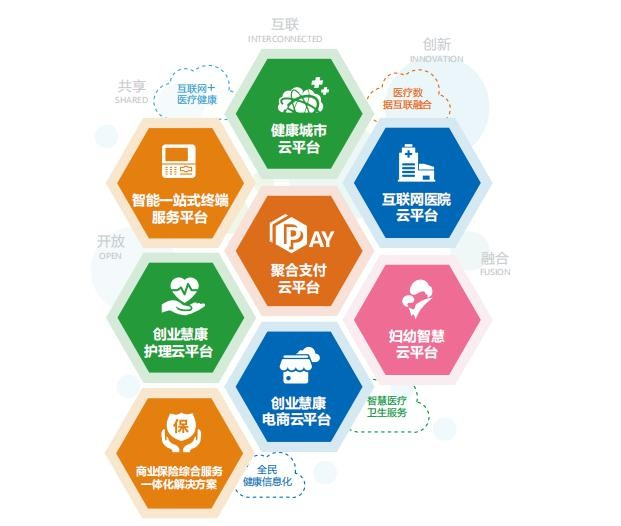 互联
INTERCONNECTED
创新
INNOVATION
共享
SHARED
互联网+
医疗健康
医疗数
据互联融合
健康城市
云平台
智能一站式终端
服务平台
互联网医院
云平台
PAY
聚合支付
云平台
开放
OPEN
融合
FUSION
创业慧康
护理云平台
妇幼智慧
云平台
创业慧康
电商云平台
智慧医疗
卫生服务
保
商业保险综合服务
一体化解决方案
全民
健康信息化